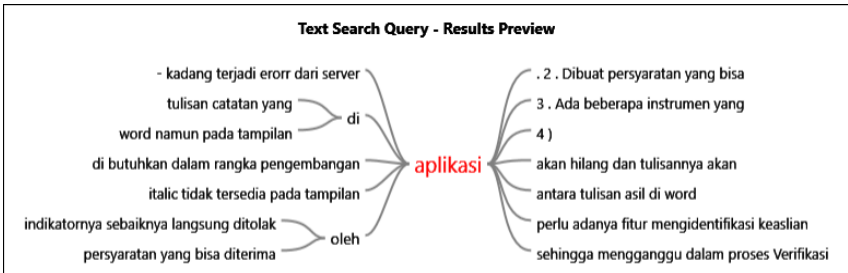 Text Search Query - Results Preview
- kadang terjadi erorr dari server
tulisan catatan yang
di
word namun pada tampilan
di butuhkan dalam rangka pengembangan
italic tidak tersedia pada tampilan
indikatornya sebaiknya langsung ditolak
oleh
persyaratan yang bisa diterima
aplikasi
. 2 . Dibuat persyaratan yang bisa
3 . Ada beberapa instrumen yang
4 )
akan hilang dan tulisannya akan
antara tulisan asil di word
perlu adanya fitur mengidentifikasi keaslian
sehingga mengganggu dalam proses Verifikasi